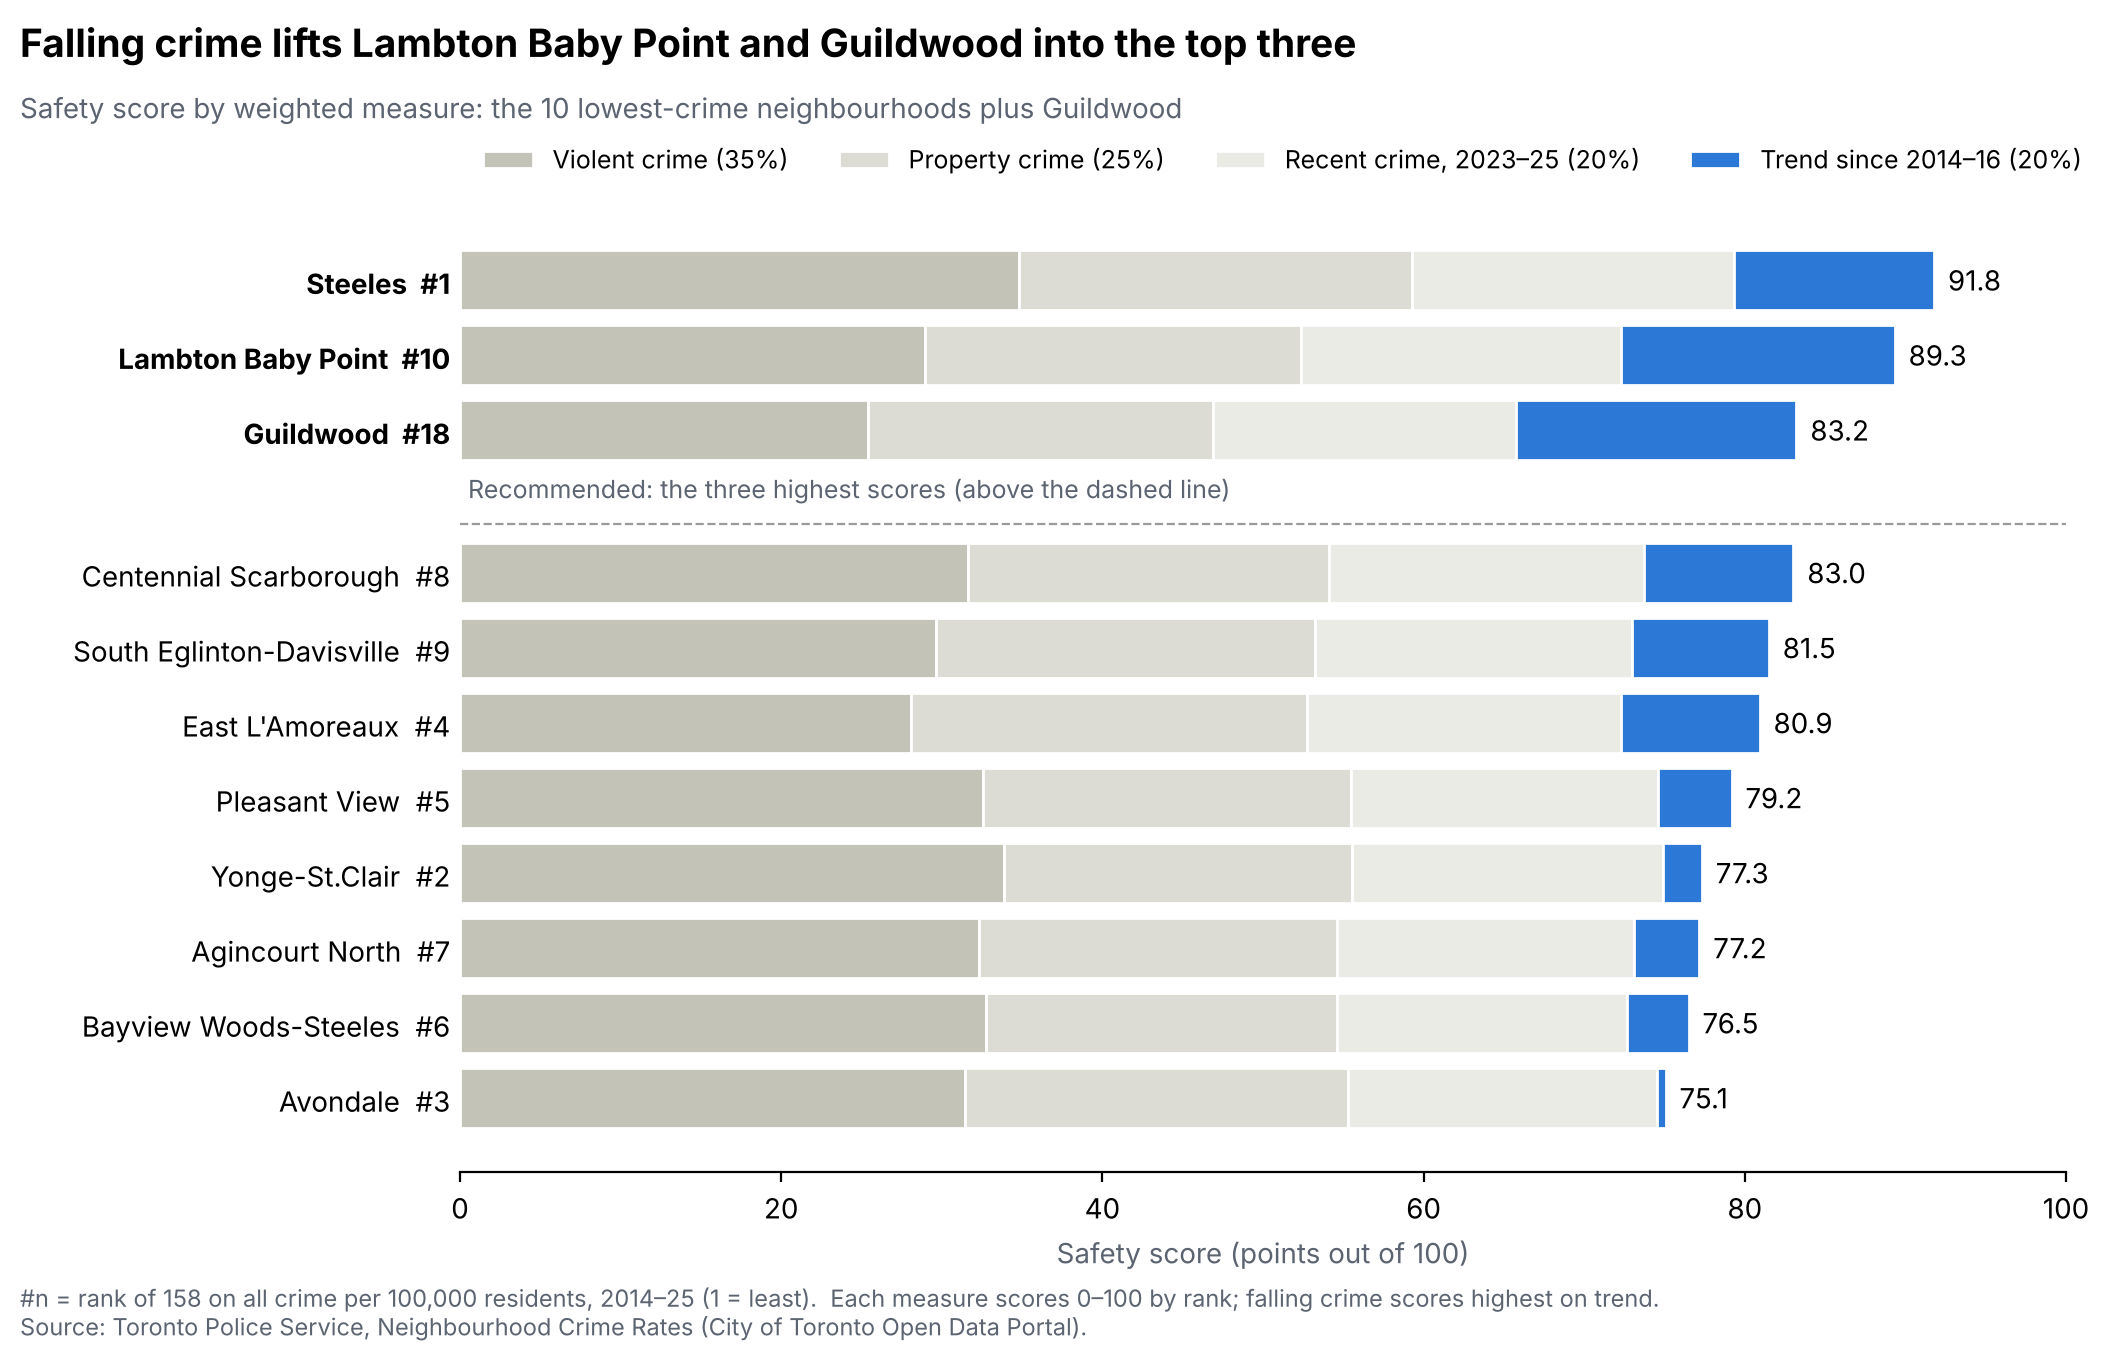 Falling crime lifts Lambton Baby Point and Guildwood into the top three
Safety score by weighted measure: the 10 lowest-crime neighbourhoods plus Guildwood
Violent crime (35%) Property crime (25%) Recent crime, 2023–25 (20%) Trend since 2014–16 (20%)
Steeles #1 91.8
Lambton Baby Point #10 89.3
Guildwood #18 83.2
Recommended: the three highest scores (above the dashed line)
Centennial Scarborough #8 83.0
South Eglinton-Davisville #9 81.5
East L'Amoreaux #4 80.9
Pleasant View #5 79.2
Yonge-St.Clair #2 77.3
Agincourt North #7 77.2
Bayview Woods-Steeles #6 76.5
Avondale #3 75.1
0 20 40 60 80 100
Safety score (points out of 100)
#n = rank of 158 on all crime per 100,000 residents, 2014–25 (1 = least). Each measure scores 0–100 by rank; falling crime scores highest on trend.
Source: Toronto Police Service, Neighbourhood Crime Rates (City of Toronto Open Data Portal).